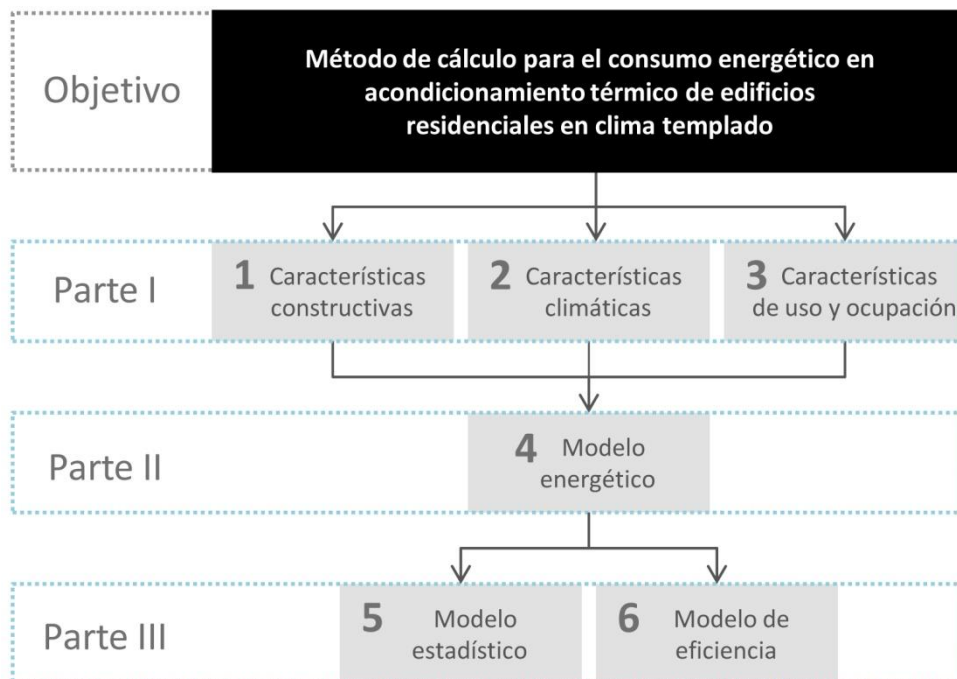 Objetivo
Método de cálculo para el consumo energético en
acondicionamiento térmico de edificios
residenciales en clima templado
Parte I
1 Características
constructivas
2 Características
climáticas
3 Características
de uso y ocupación
Parte II
4 Modelo
energético
Parte III
5 Modelo
estadístico
6 Modelo de
eficiencia